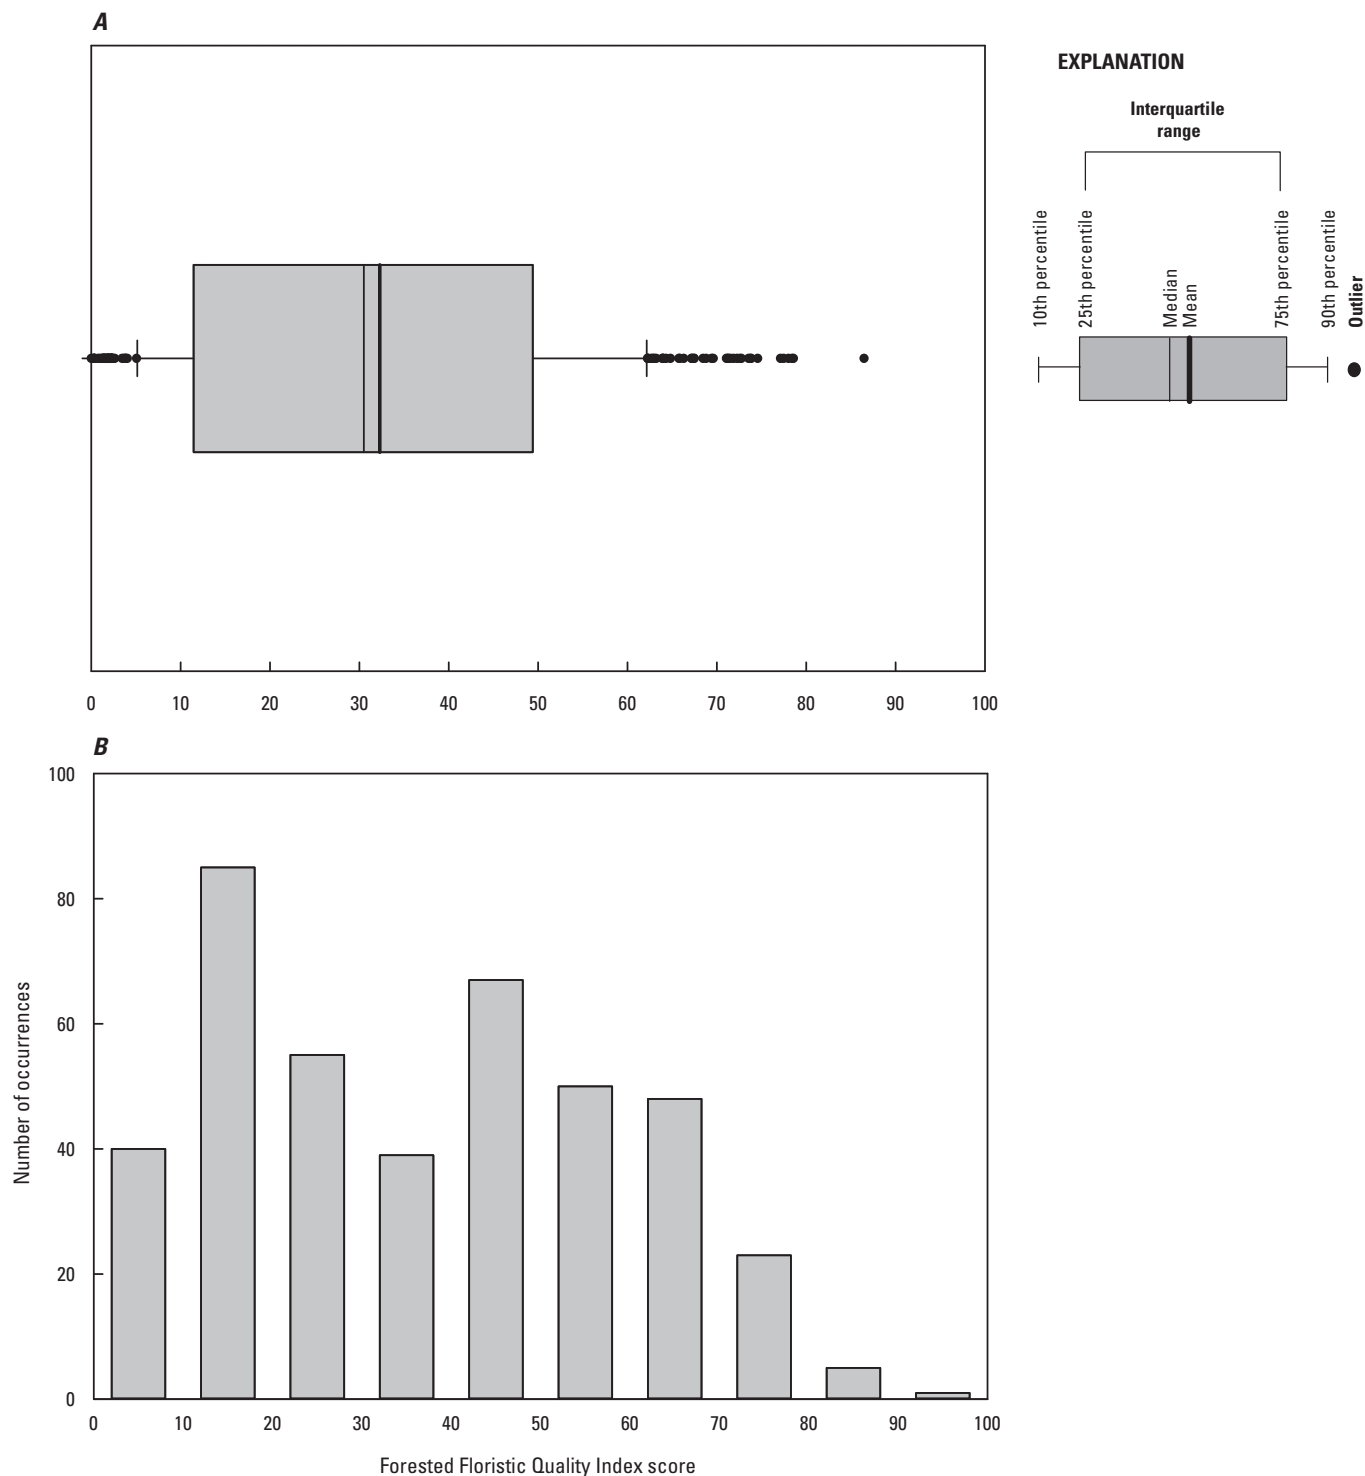 A
EXPLANATION
Interquartile
range
10th percentile
25th percentile
Median
Mean
75th percentile
90th percentile
Outlier
0 10 20 30 40 50 60 70 80 90 100
B
100
80
60
40
20
0
Number of occurrences
0 10 20 30 40 50 60 70 80 90 100
Forested Floristic Quality Index score